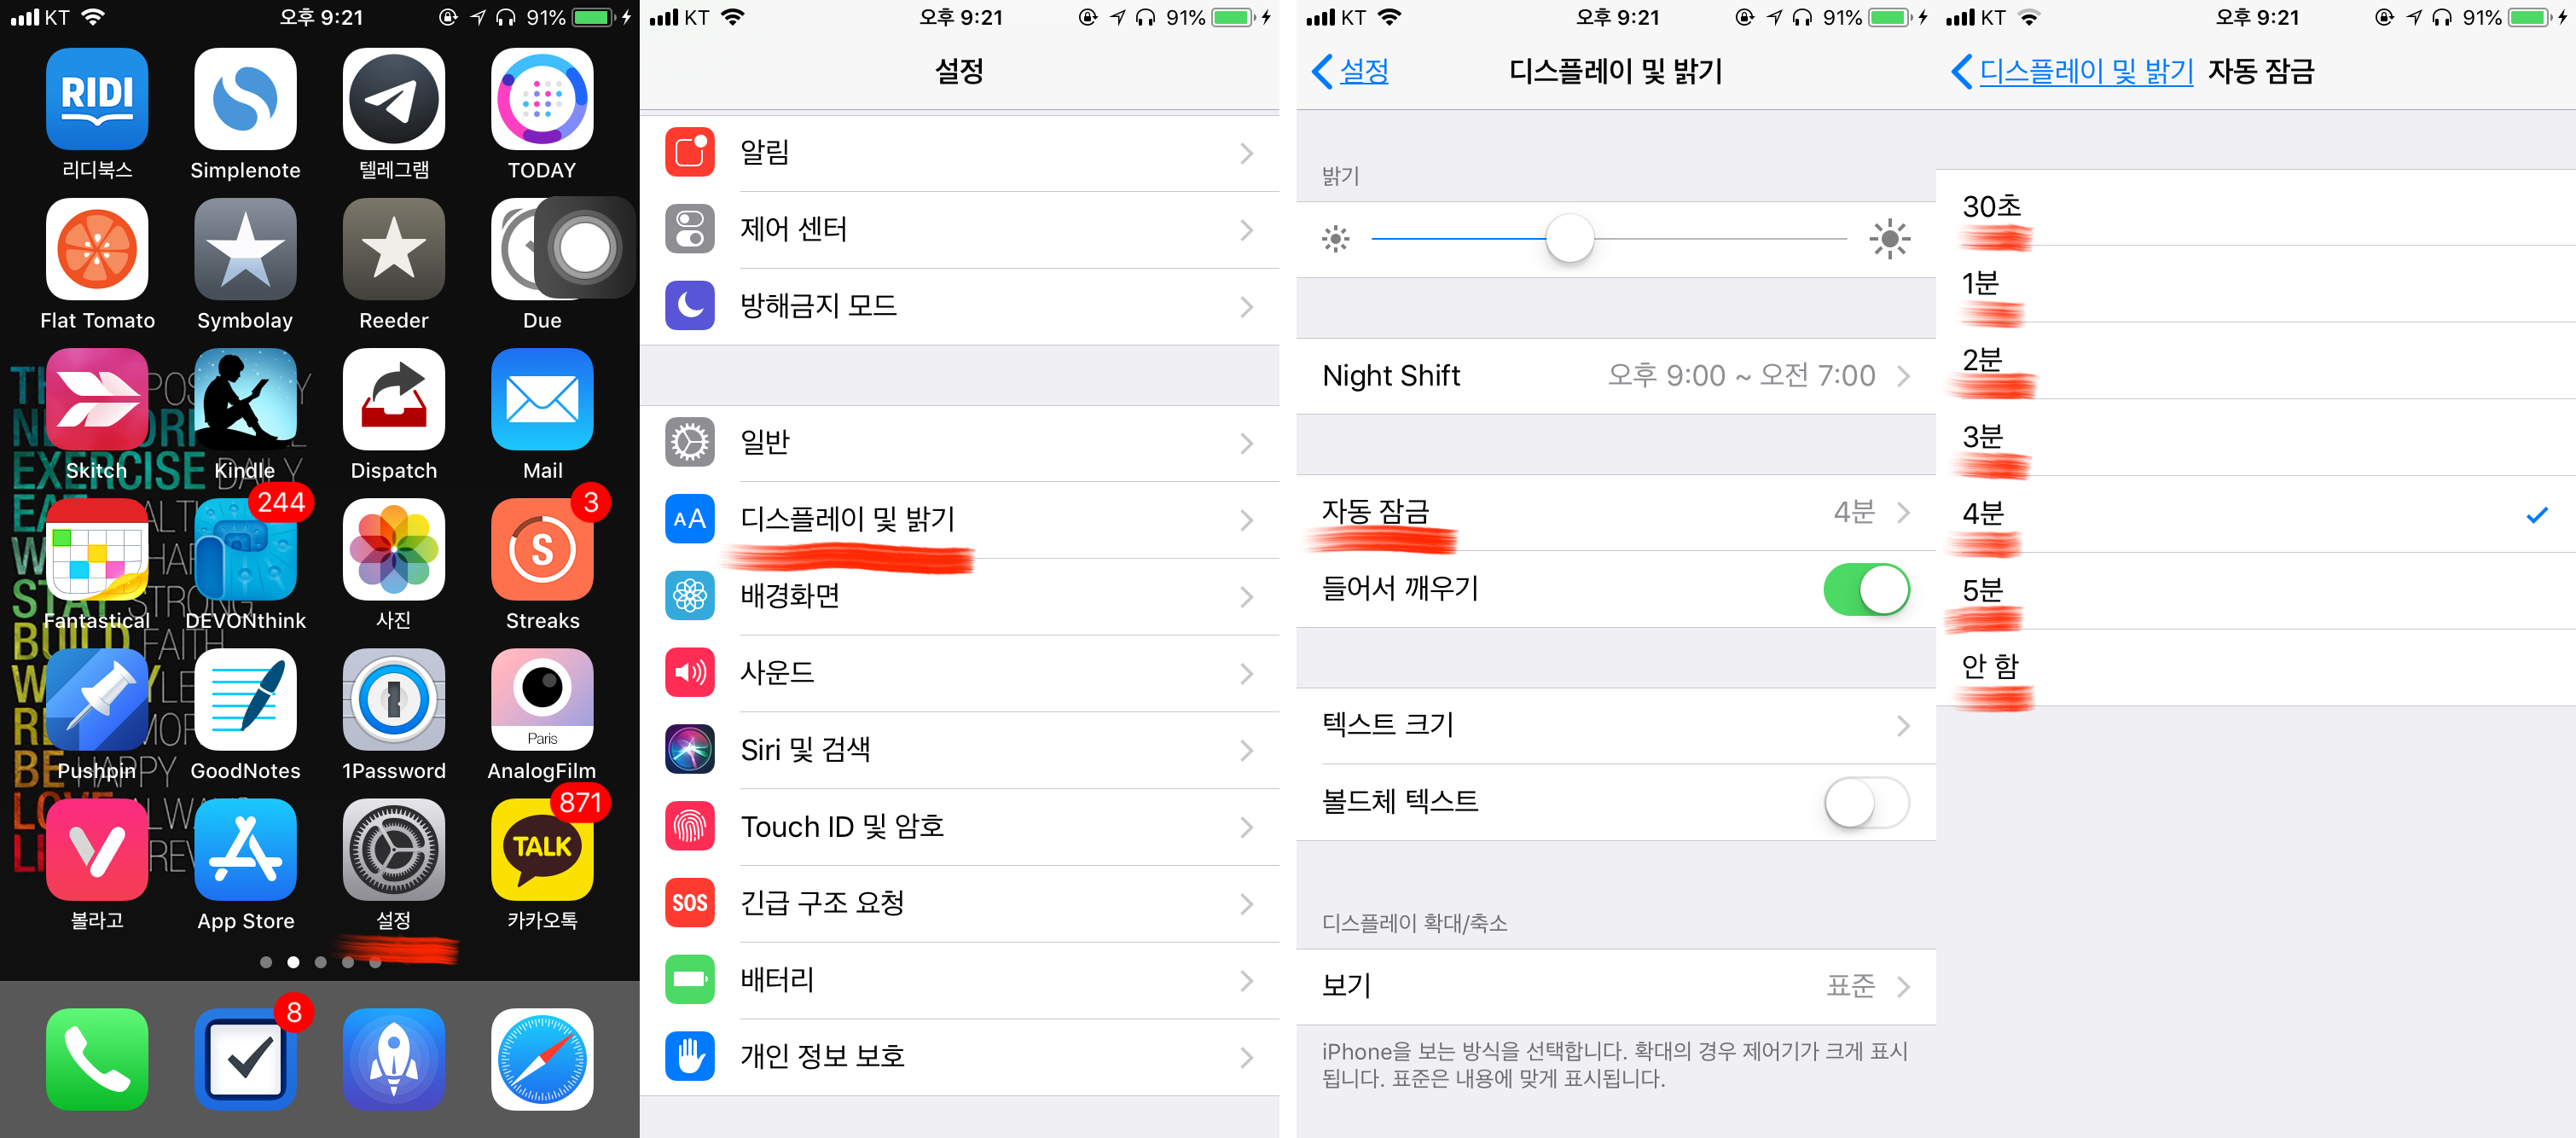 KT 오후 9:21 91%
RIDI
리디북스 Simplenote 텔레그램 TODAY
Flat Tomato Symbolay Reeder Due
Skitch Kindle Dispatch Mail
EXERCISE DAILY
244 3
S
STAY STRONG
Fantastical DEVONthink 사진 Streaks
BUILD FAITH
Paris
Pushpin GoodNotes 1Password AnalogFilm
BE HAPPY
871
TALK
볼라고 App Store 설정 카카오톡
8
KT 오후 9:21 91%
설정
알림
제어 센터
방해금지 모드
일반
AA 디스플레이 및 밝기
배경화면
사운드
Siri 및 검색
Touch ID 및 암호
SOS 긴급 구조 요청
배터리
개인 정보 보호
KT 오후 9:21 91%
설정 디스플레이 및 밝기
밝기
Night Shift 오후 9:00 ~ 오전 7:00
자동 잠금 4분
들어서 깨우기
텍스트 크기
볼드체 텍스트
디스플레이 확대/축소
보기 표준
iPhone을 보는 방식을 선택합니다. 확대의 경우 제어기가 크게 표시
됩니다. 표준은 내용에 맞게 표시됩니다.
KT 오후 9:21 91%
디스플레이 및 밝기 자동 잠금
30초
1분
2분
3분
4분
5분
안 함